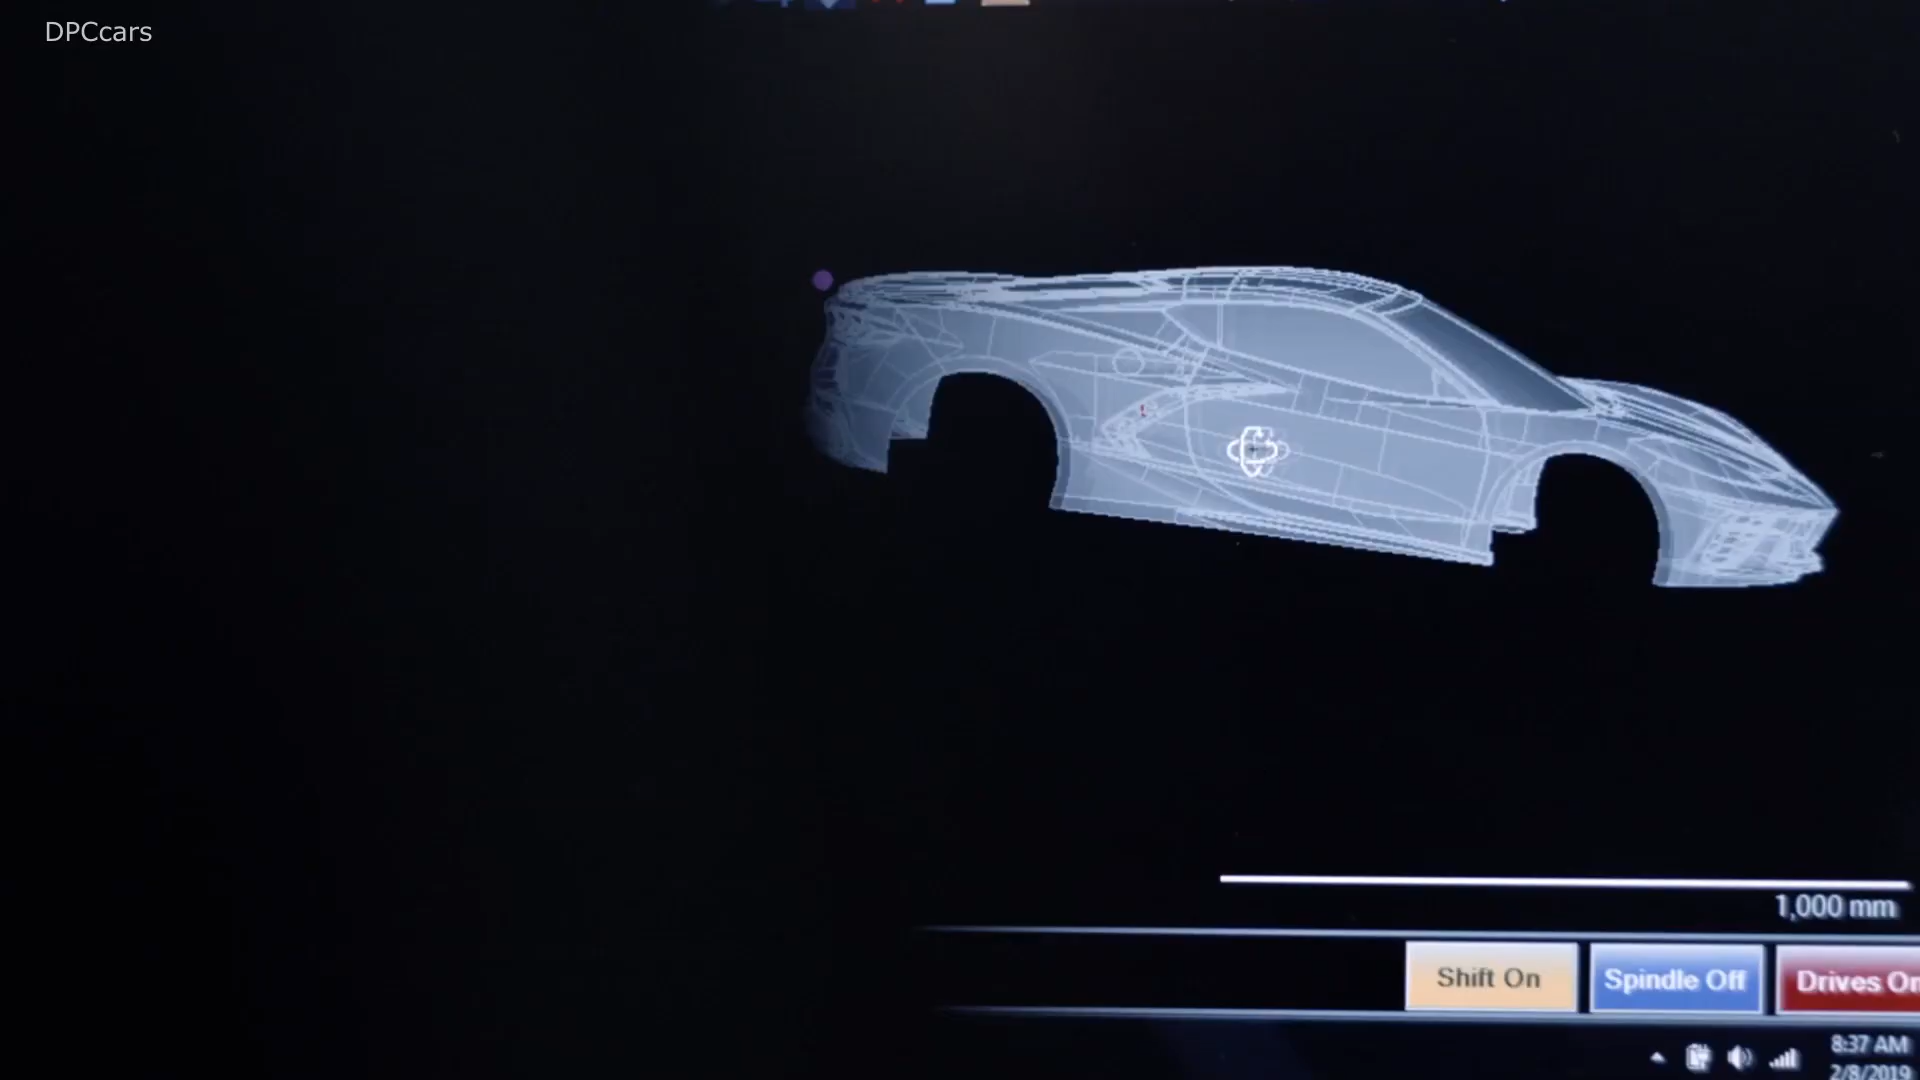 DPCcars
1,000 mm
Shift On
Spindle Off
Drives On
8:37 AM
2/8/2019